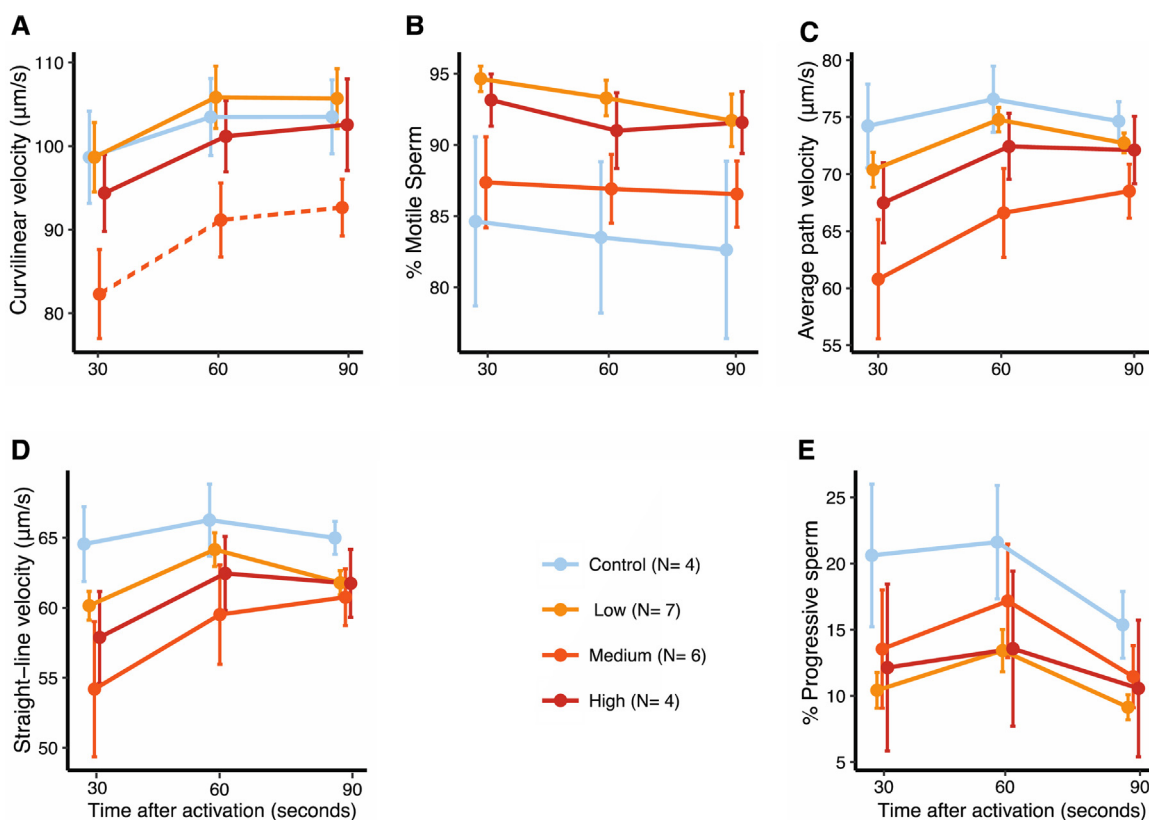 A
Curvilinear velocity (μm/s)
110
100
90
80
30 60 90
B
% Motile Sperm
95
90
85
80
30 60 90
C
Average path velocity (μm/s)
80
75
70
65
60
55
30 60 90
D
Straight–line velocity (μm/s)
65
60
55
50
30 60 90
Time after activation (seconds)
Control (N= 4)
Low (N= 7)
Medium (N= 6)
High (N= 4)
E
% Progressive sperm
25
20
15
10
5
30 60 90
Time after activation (seconds)